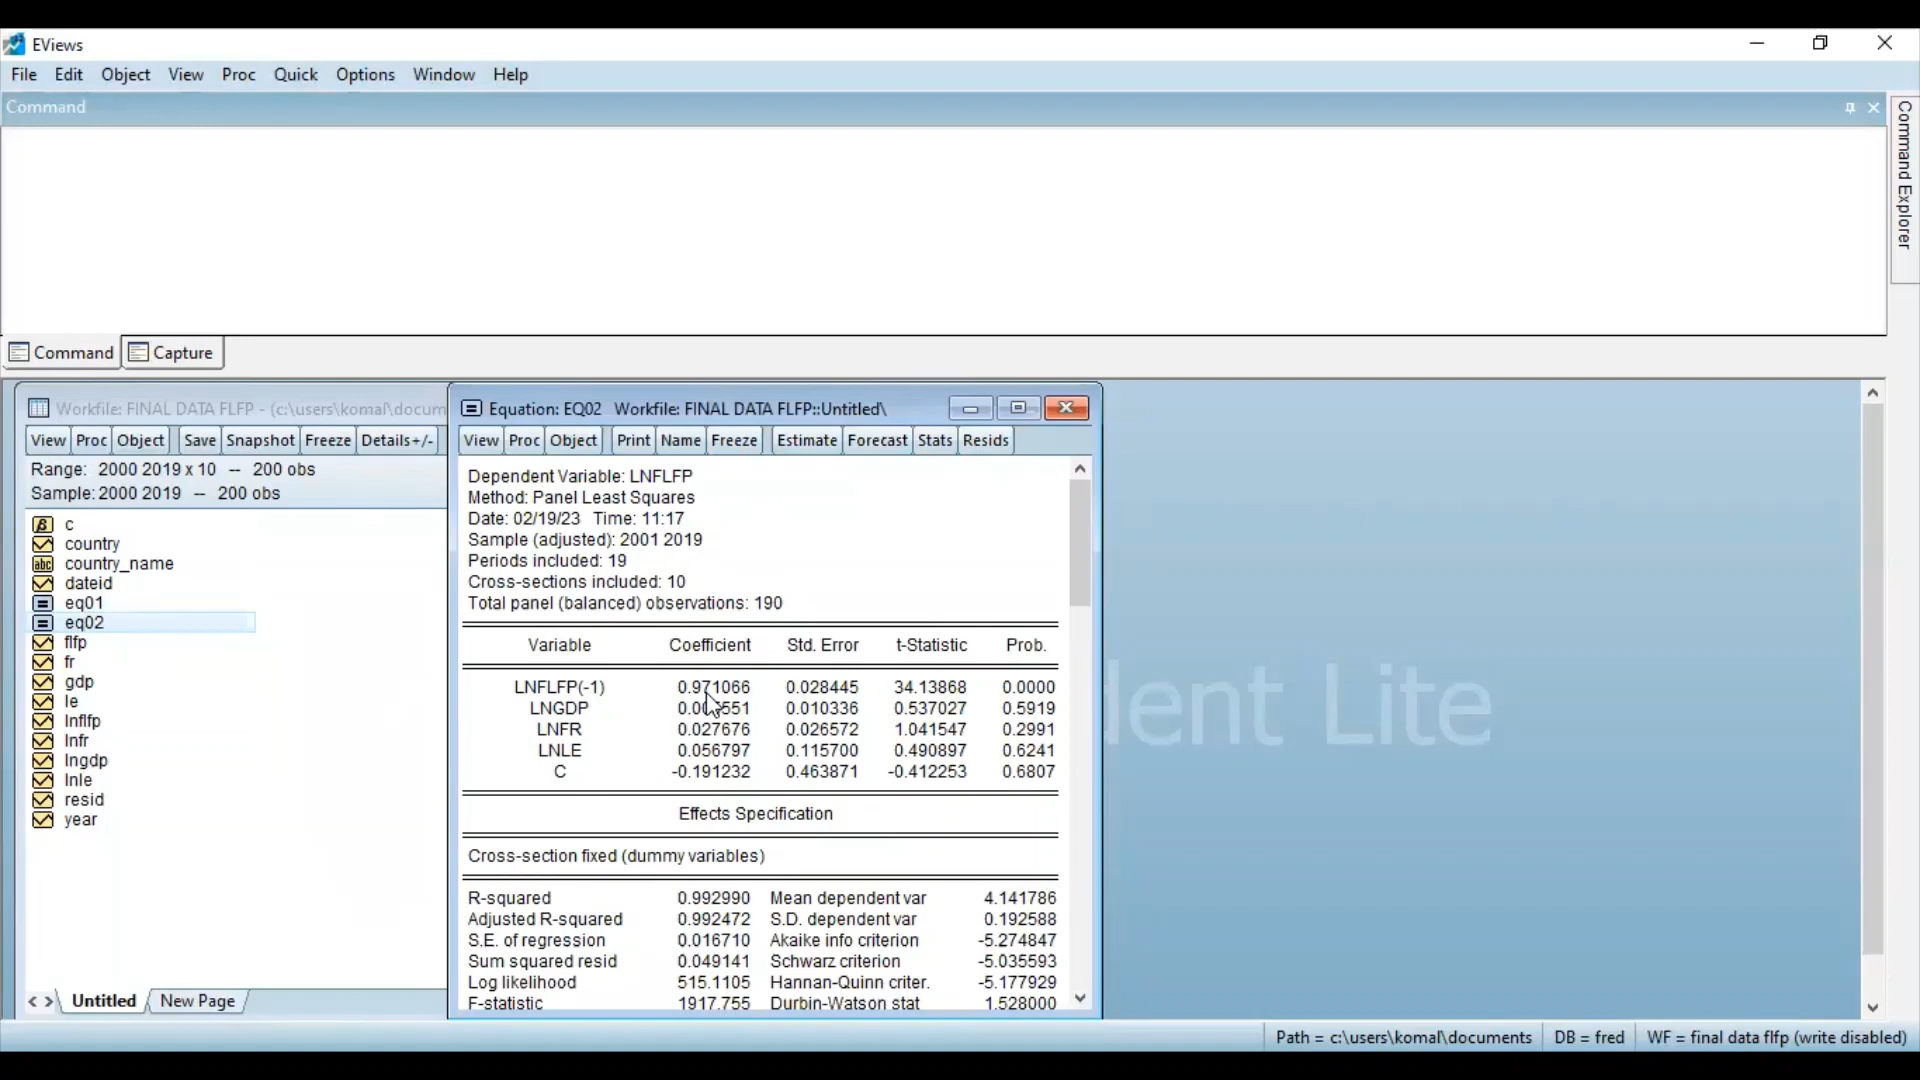 EViews
File Edit Object View Proc Quick Options Window Help
Command
Command Explorer
Command Capture
Workfile: FINAL DATA FLFP - (c:\users\komal\docum
View Proc Object Save Snapshot Freeze Details+/-
Range: 2000 2019 x 10 -- 200 obs
Sample: 2000 2019 -- 200 obs
c
country
abc country_name
dateid
eq01
eq02
flfp
fr
gdp
le
lnflfp
lnfr
lngdp
lnle
resid
year
Untitled New Page
Equation: EQ02 Workfile: FINAL DATA FLFP::Untitled\
View Proc Object Print Name Freeze Estimate Forecast Stats Resids
Dependent Variable: LNFLFP
Method: Panel Least Squares
Date: 02/19/23 Time: 11:17
Sample (adjusted): 2001 2019
Periods included: 19
Cross-sections included: 10
Total panel (balanced) observations: 190
Variable Coefficient Std. Error t-Statistic Prob.
LNFLFP(-1) 0.971066 0.028445 34.13868 0.0000
LNGDP 0.010336 0.537027 0.5919
LNFR 0.027676 0.026572 1.041547 0.2991
LNLE 0.056797 0.115700 0.490897 0.6241
C -0.191232 0.463871 -0.412253 0.6807
Effects Specification
Cross-section fixed (dummy variables)
R-squared 0.992990 Mean dependent var 4.141786
Adjusted R-squared 0.992472 S.D. dependent var 0.192588
S.E. of regression 0.016710 Akaike info criterion -5.274847
Sum squared resid 0.049141 Schwarz criterion -5.035593
Log likelihood 515.1105 Hannan-Quinn criter. -5.177929
F-statistic 1917.755 Durbin-Watson stat 1.528000
dent Lite
Path = c:\users\komal\documents DB = fred WF = final data flfp (write disabled)